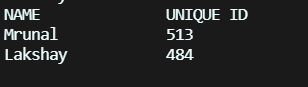 NAME UNIQUE ID
Mrunal 513
Lakshay 484